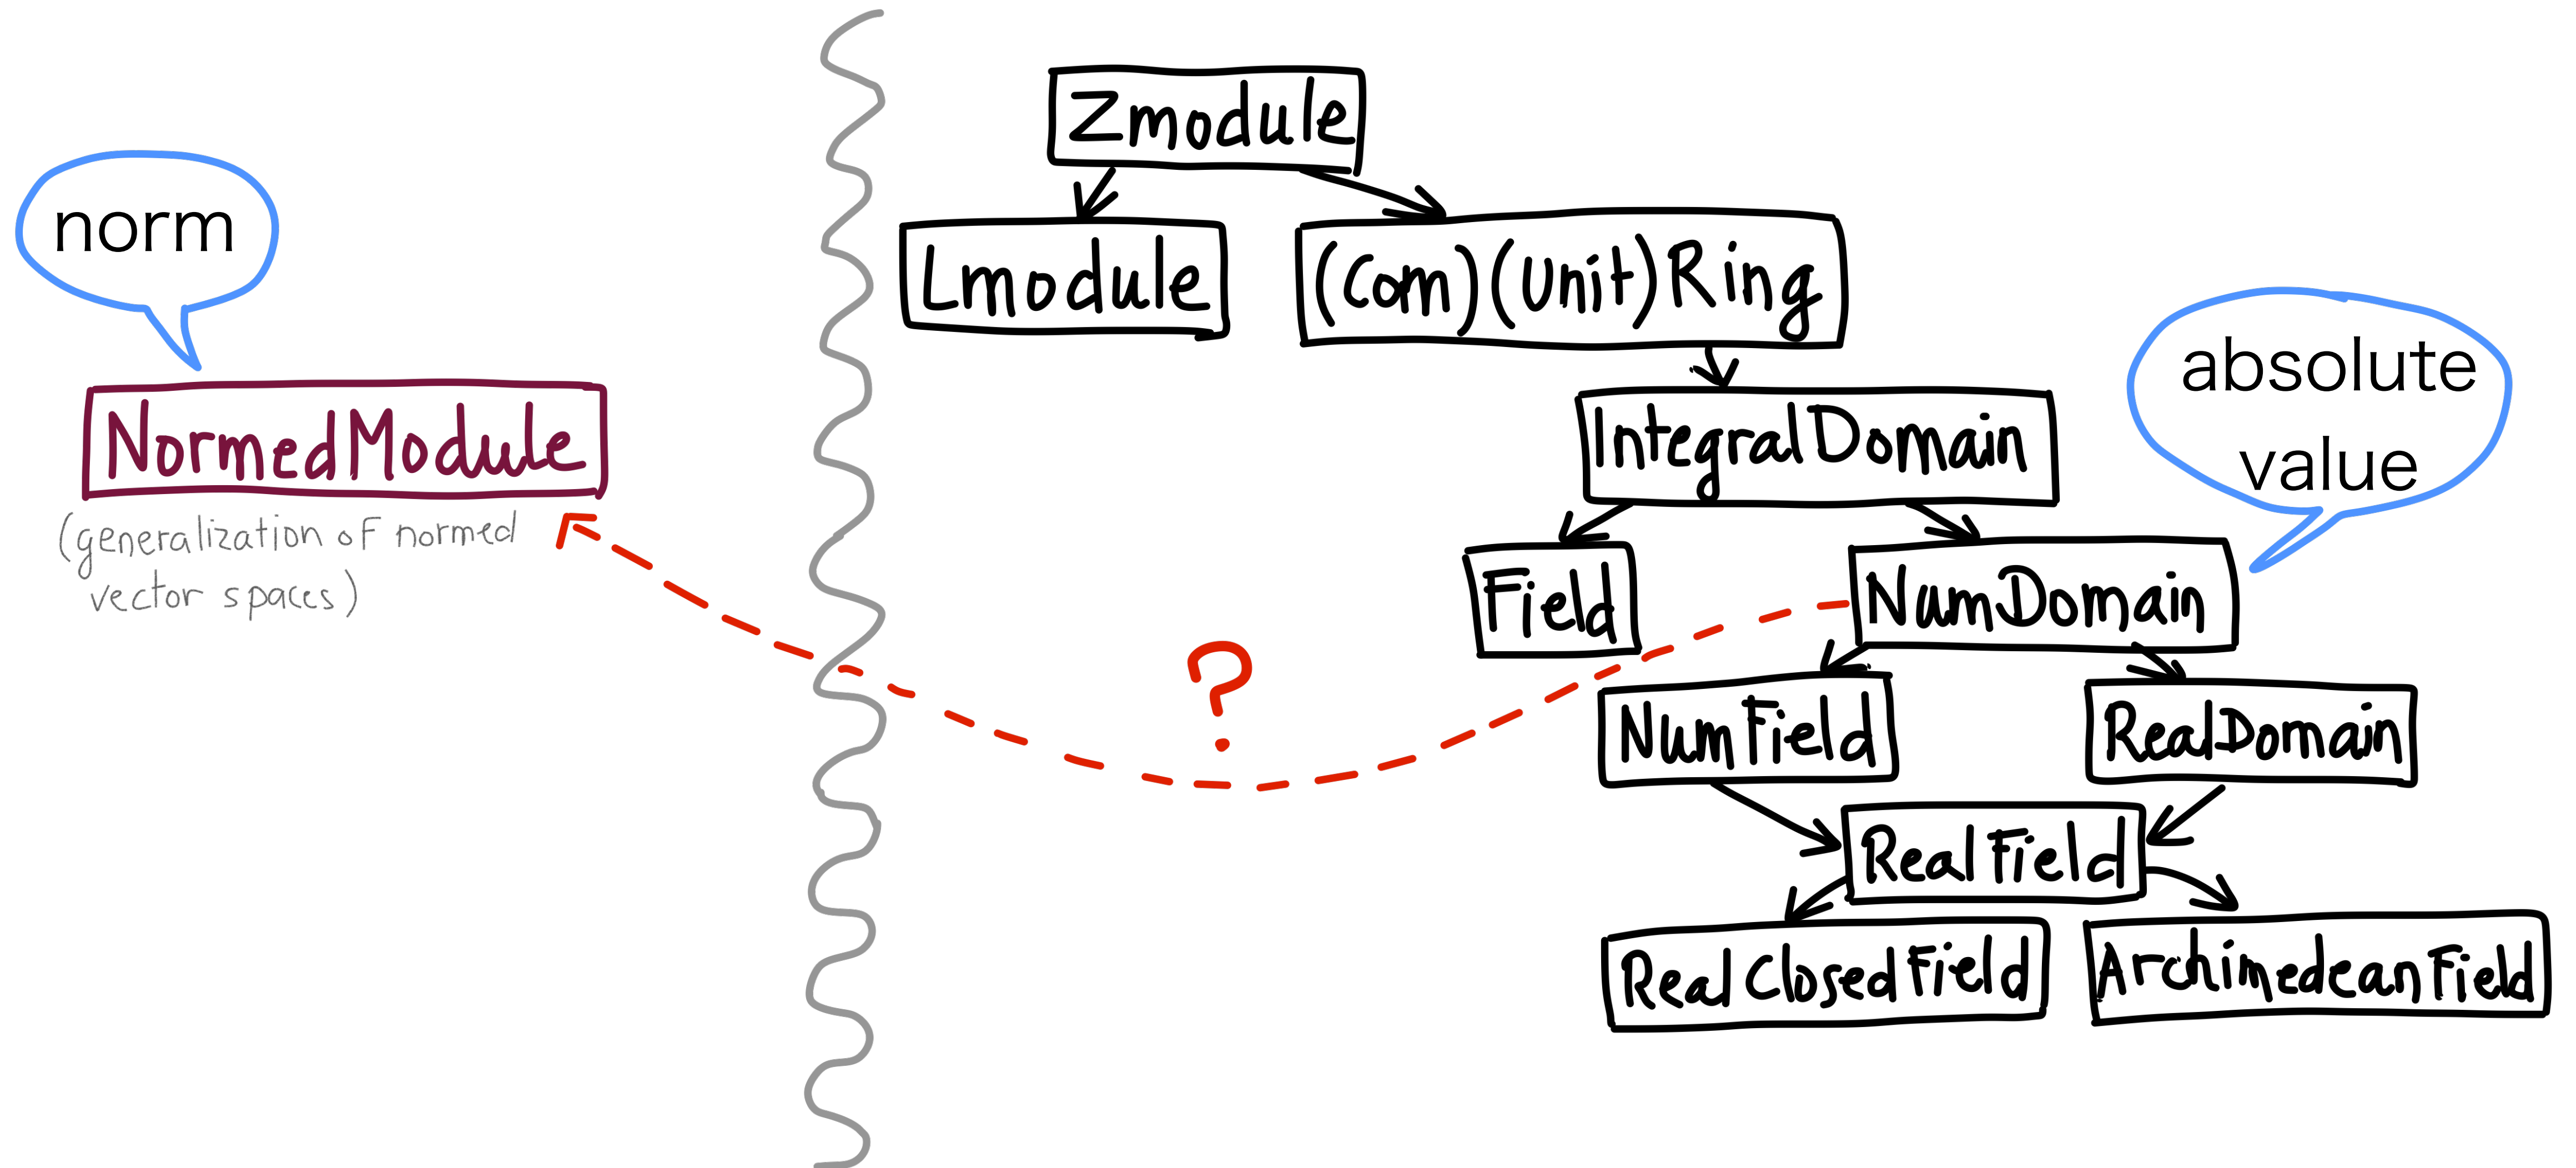 norm
NormedModule
(generalization of normed
vector spaces)
?
Zmodule
Lmodule
(Com)(Unit)Ring
IntegralDomain
absolute
value
Field
NumDomain
NumField
RealDomain
RealField
RealClosedField
ArchimedeanField